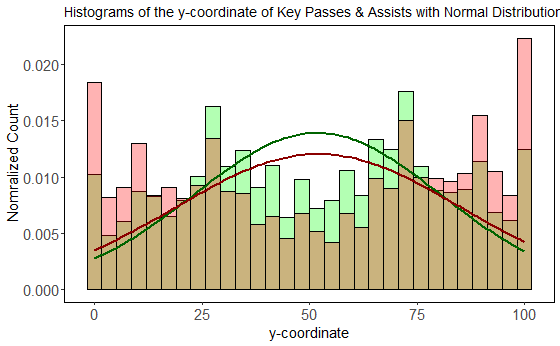 Histograms of the y-coordinate of Key Passes & Assists with Normal Distribution
Nomralized Count
0.020
0.015
0.010
0.005
0.000
0 25 50 75 100
y-coordinate